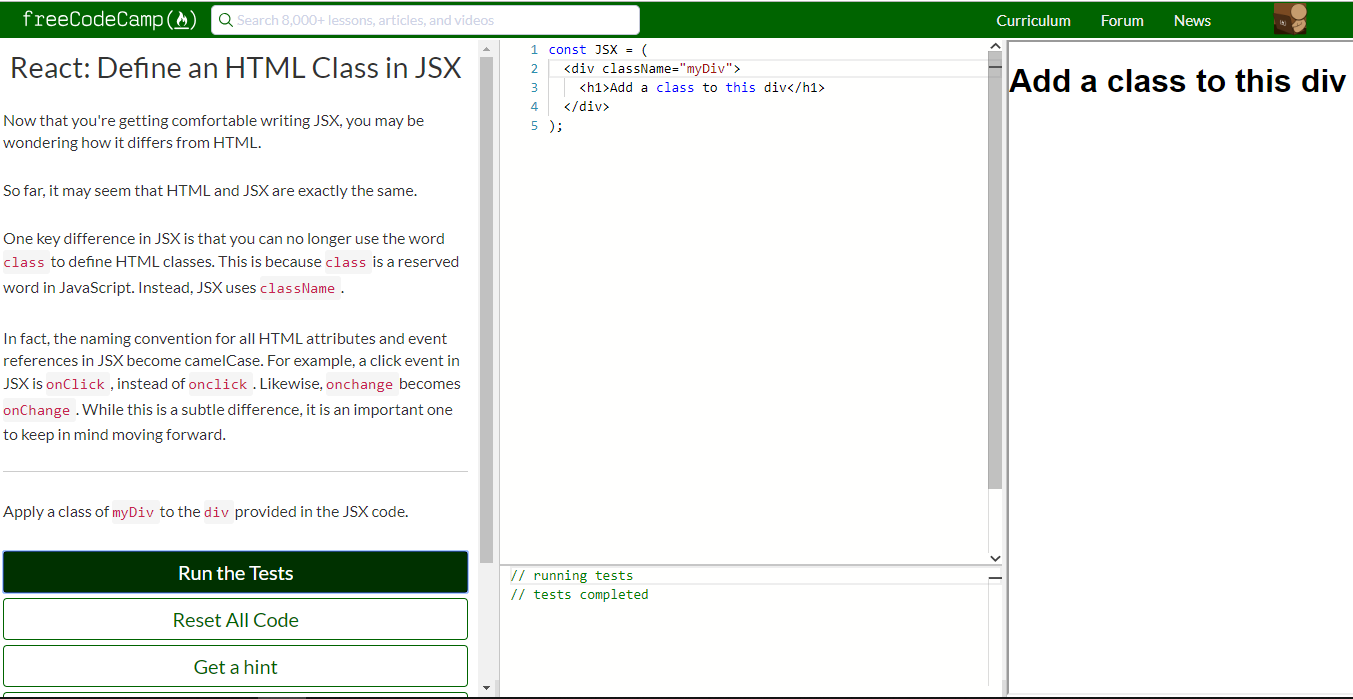 freeCodeCamp
Search 8,000+ lessons, articles, and videos
Curriculum Forum News
React: Define an HTML Class in JSX
Now that you're getting comfortable writing JSX, you may be
wondering how it differs from HTML.
So far, it may seem that HTML and JSX are exactly the same.
One key difference in JSX is that you can no longer use the word
class to define HTML classes. This is because class is a reserved
word in JavaScript. Instead, JSX uses className .
In fact, the naming convention for all HTML attributes and event
references in JSX become camelCase. For example, a click event in
JSX is onClick , instead of onclick . Likewise, onchange becomes
onChange . While this is a subtle difference, it is an important one
to keep in mind moving forward.
Apply a class of myDiv to the div provided in the JSX code.
Run the Tests
Reset All Code
Get a hint
1 const JSX = (
2 <div className="myDiv">
3 <h1>Add a class to this div</h1>
4 </div>
5 );
// running tests
// tests completed
Add a class to this div